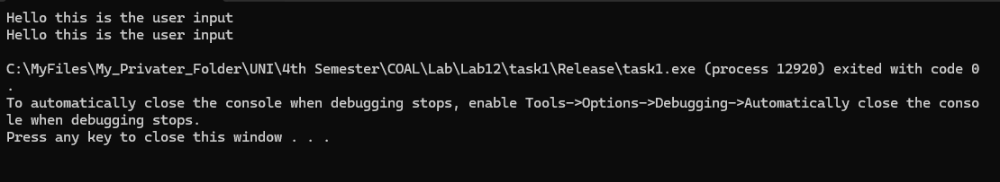 Hello this is the user input
Hello this is the user input
C:\MyFiles\My_Privater_Folder\UNI\4th Semester\COAL\Lab\Lab12\task1\Release\task1.exe (process 12920) exited with code 0
.
To automatically close the console when debugging stops, enable Tools->Options->Debugging->Automatically close the conso
le when debugging stops.
Press any key to close this window . . .